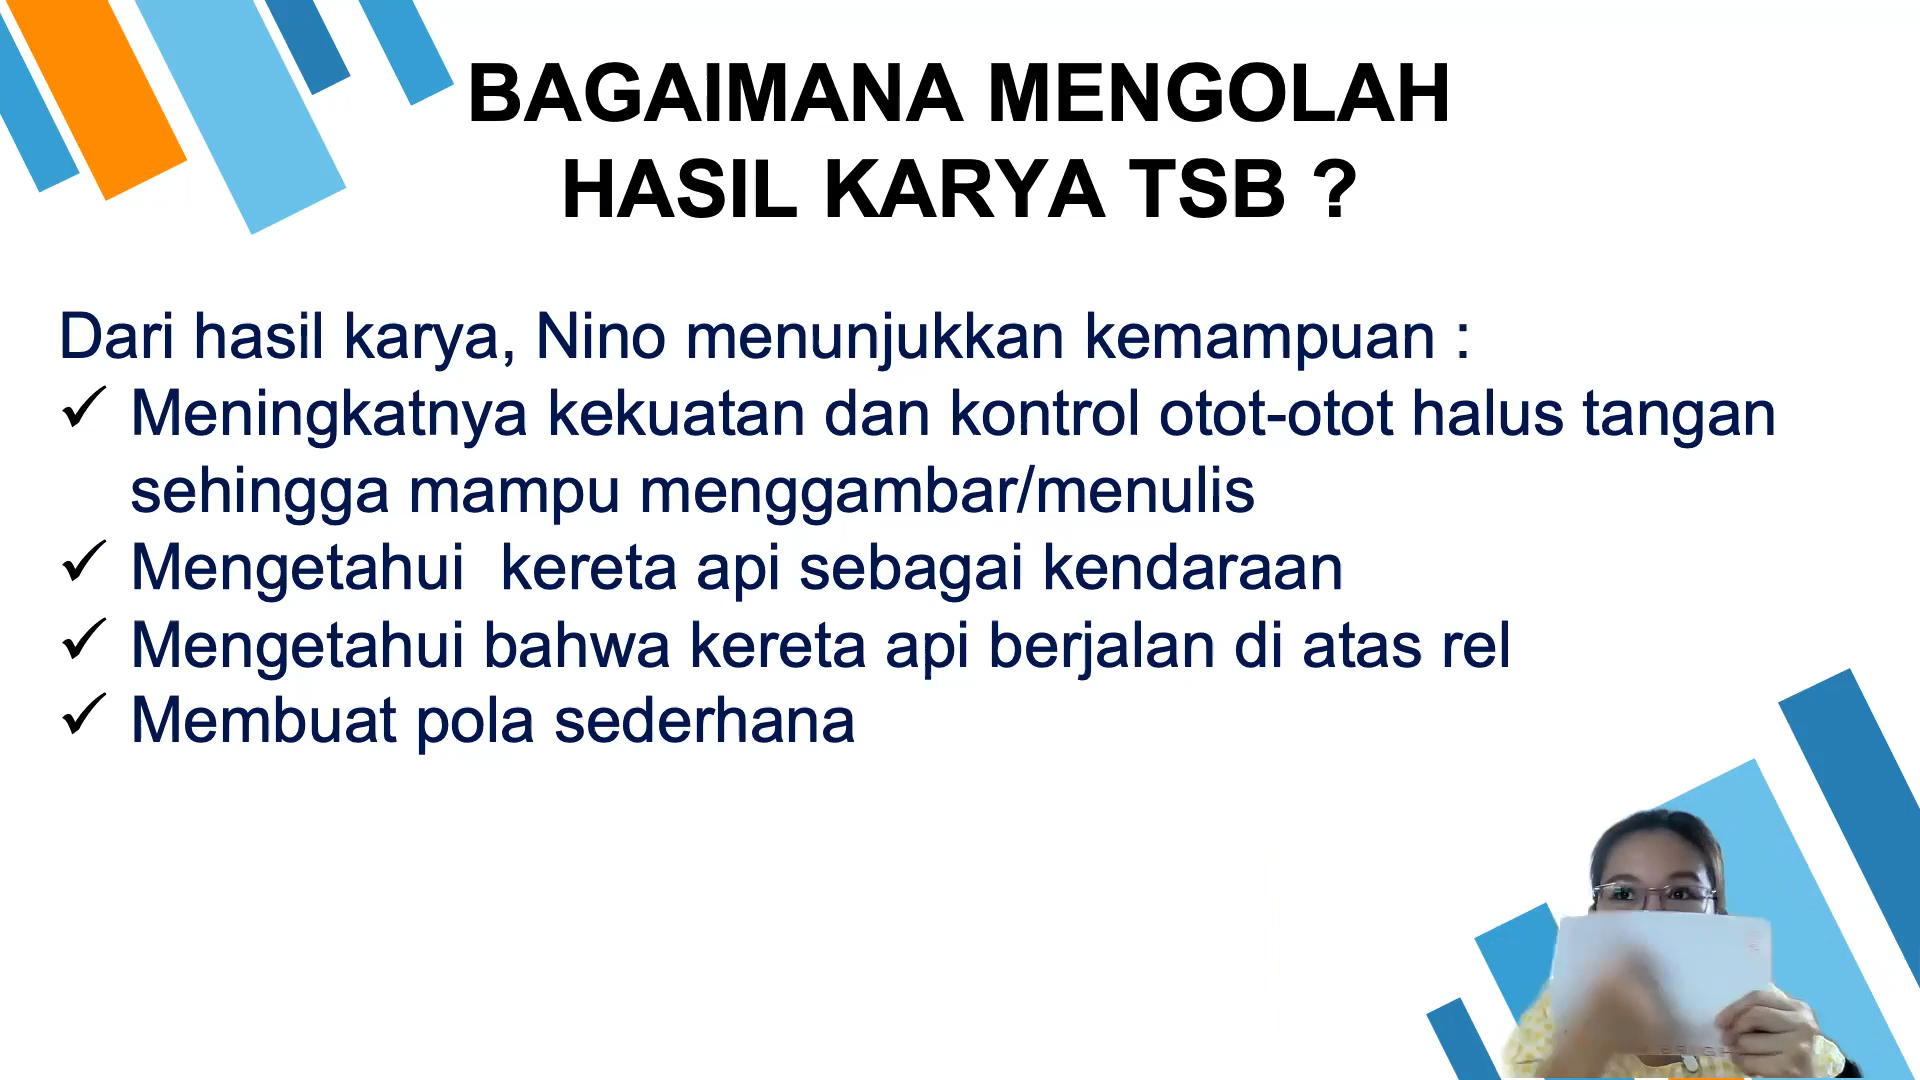 BAGAIMANA MENGOLAH
HASIL KARYA TSB ?
Dari hasil karya, Nino menunjukkan kemampuan :
✓ Meningkatnya kekuatan dan kontrol otot-otot halus tangan
sehingga mampu menggambar/menulis
✓ Mengetahui  kereta api sebagai kendaraan
✓ Mengetahui bahwa kereta api berjalan di atas rel
✓ Membuat pola sederhana